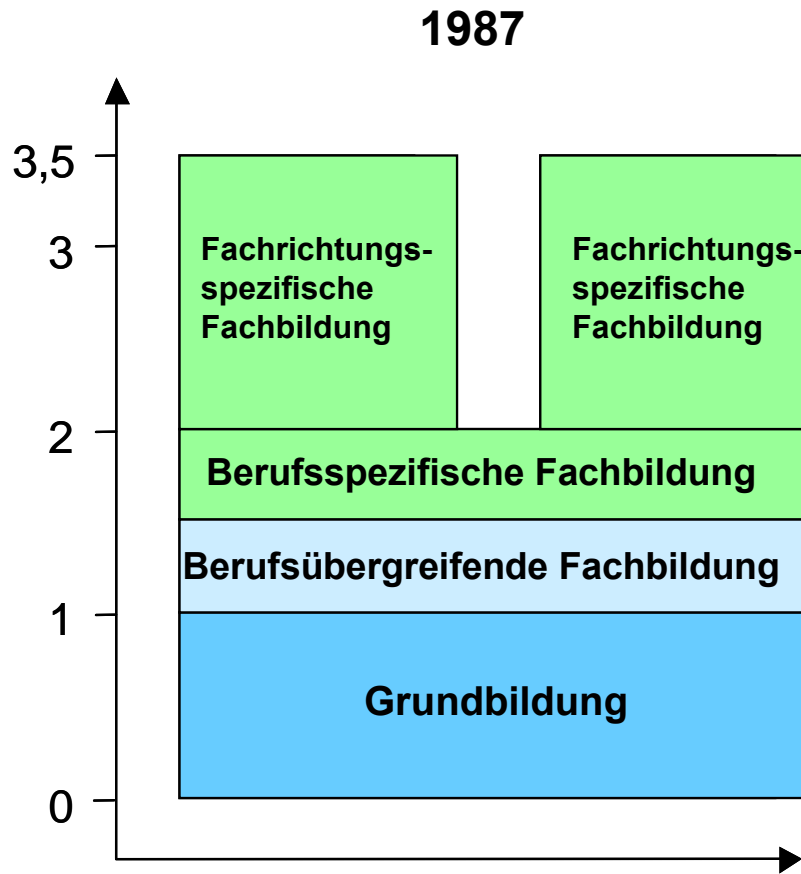 1987
3,5
3
2
1
0
Fachrichtungs-
spezifische
Fachbildung
Fachrichtungs-
spezifische
Fachbildung
Berufsspezifische Fachbildung
Berufsübergreifende Fachbildung
Grundbildung